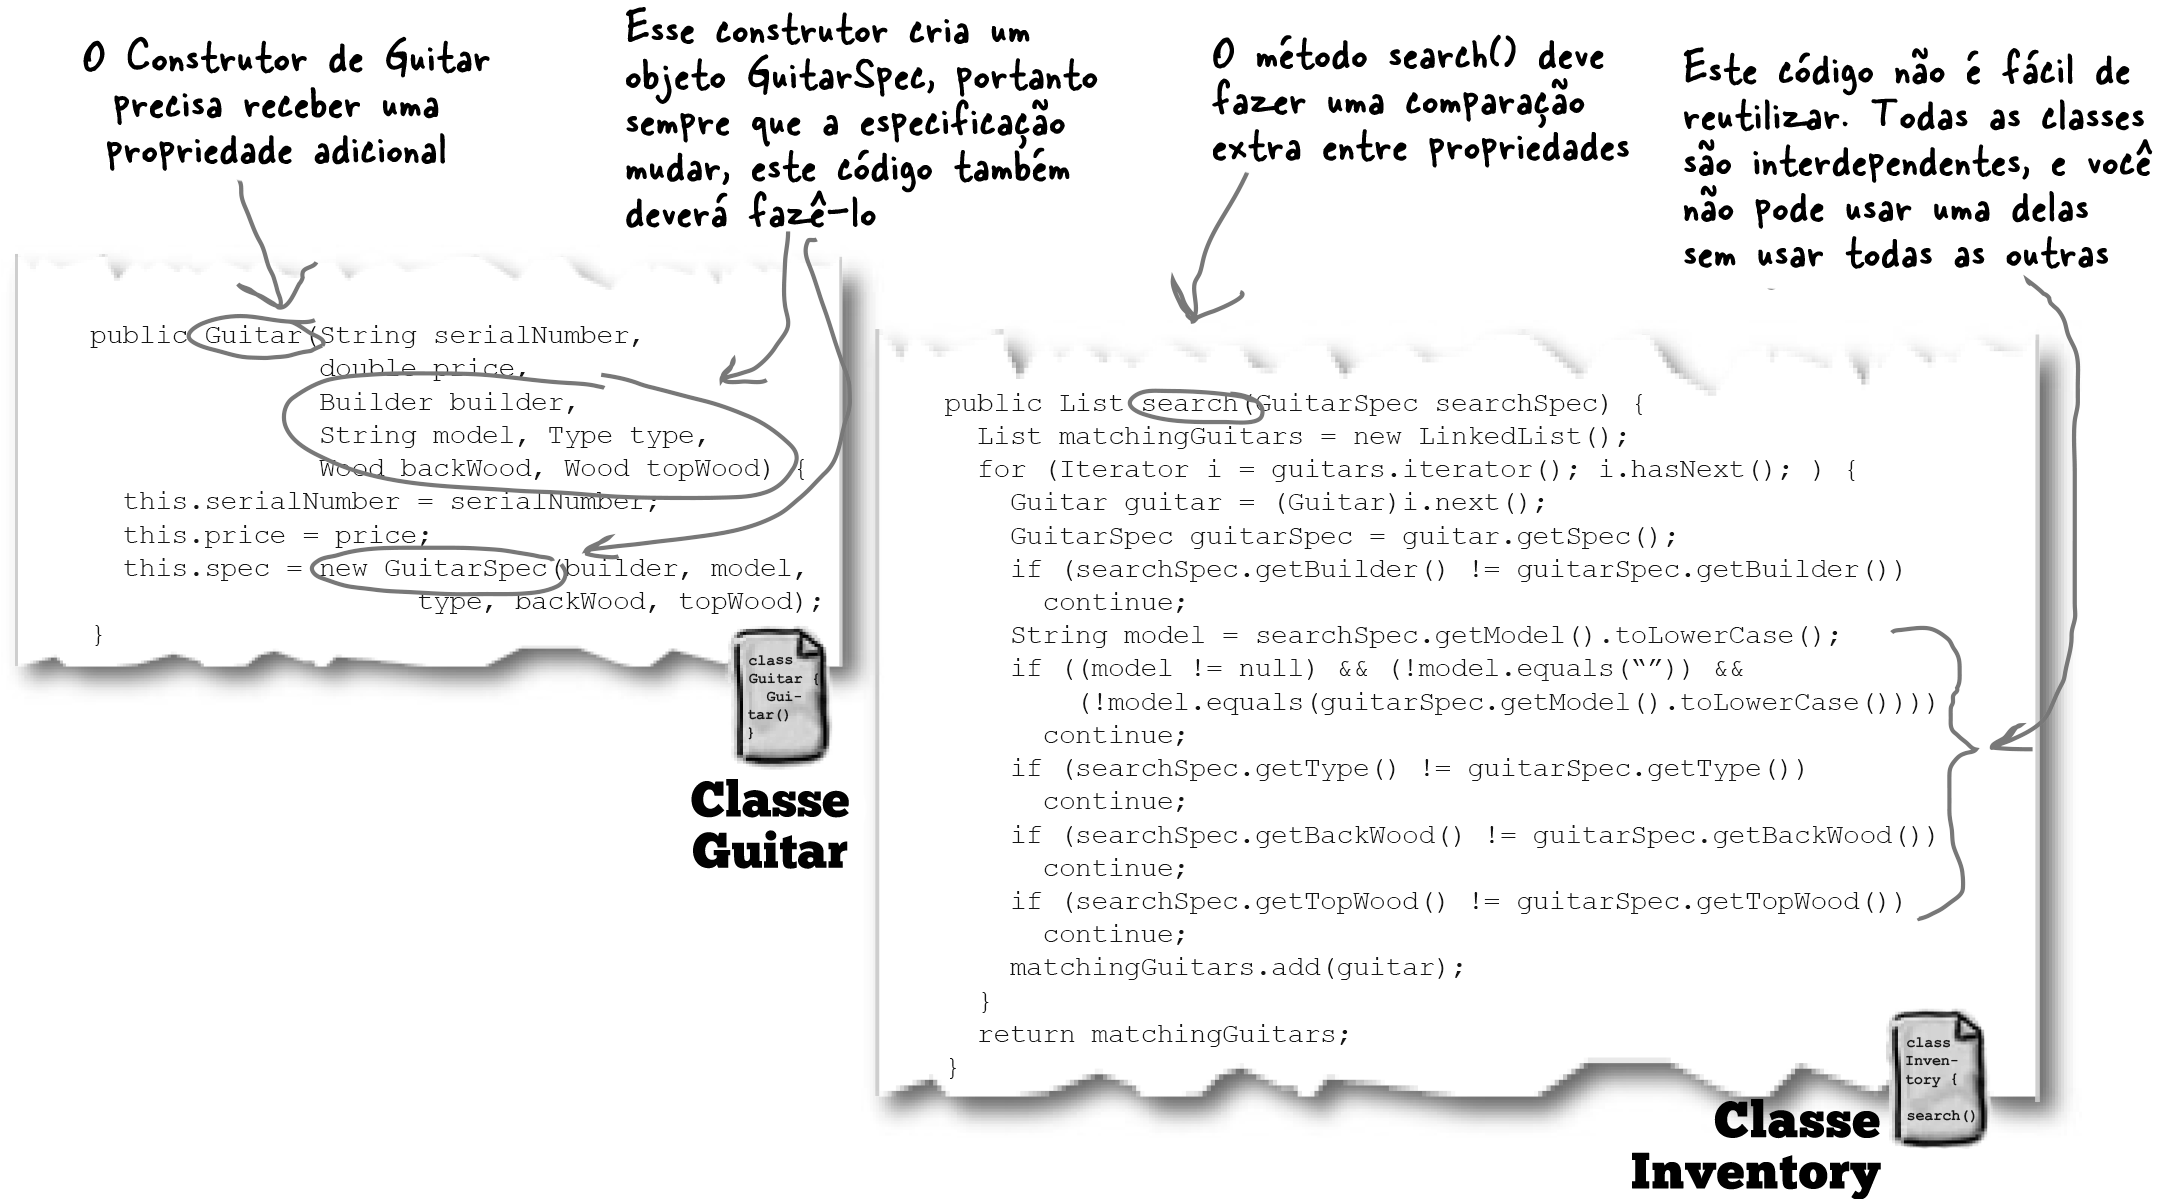 O Construtor de Guitar
precisa receber uma
propriedade adicional
Esse construtor cria um
objeto GuitarSpec, portanto
sempre que a especificação
mudar, este código também
deverá fazê-lo
O método search() deve
fazer uma comparação
extra entre propriedades
Este código não é fácil de
reutilizar. Todas as classes
são interdependentes, e você
não pode usar uma delas
sem usar todas as outras
public Guitar(String serialNumber,
double price,
Builder builder,
String model, Type type,
Wood backWood, Wood topWood) {
this.serialNumber = serialNumber;
this.price = price;
this.spec = new GuitarSpec(builder, model,
type, backWood, topWood);
}
class
Guitar {
Gui-
tar()
}
Classe
Guitar
public List search(GuitarSpec searchSpec) {
List matchingGuitars = new LinkedList();
for (Iterator i = guitars.iterator(); i.hasNext(); ) {
Guitar guitar = (Guitar)i.next();
GuitarSpec guitarSpec = guitar.getSpec();
if (searchSpec.getBuilder() != guitarSpec.getBuilder())
continue;
String model = searchSpec.getModel().toLowerCase();
if ((model != null) && (!model.equals(“”)) &&
(!model.equals(guitarSpec.getModel().toLowerCase())))
continue;
if (searchSpec.getType() != guitarSpec.getType())
continue;
if (searchSpec.getBackWood() != guitarSpec.getBackWood())
continue;
if (searchSpec.getTopWood() != guitarSpec.getTopWood())
continue;
matchingGuitars.add(guitar);
}
return matchingGuitars;
}
class
Inven-
tory {
search()
Classe
Inventory